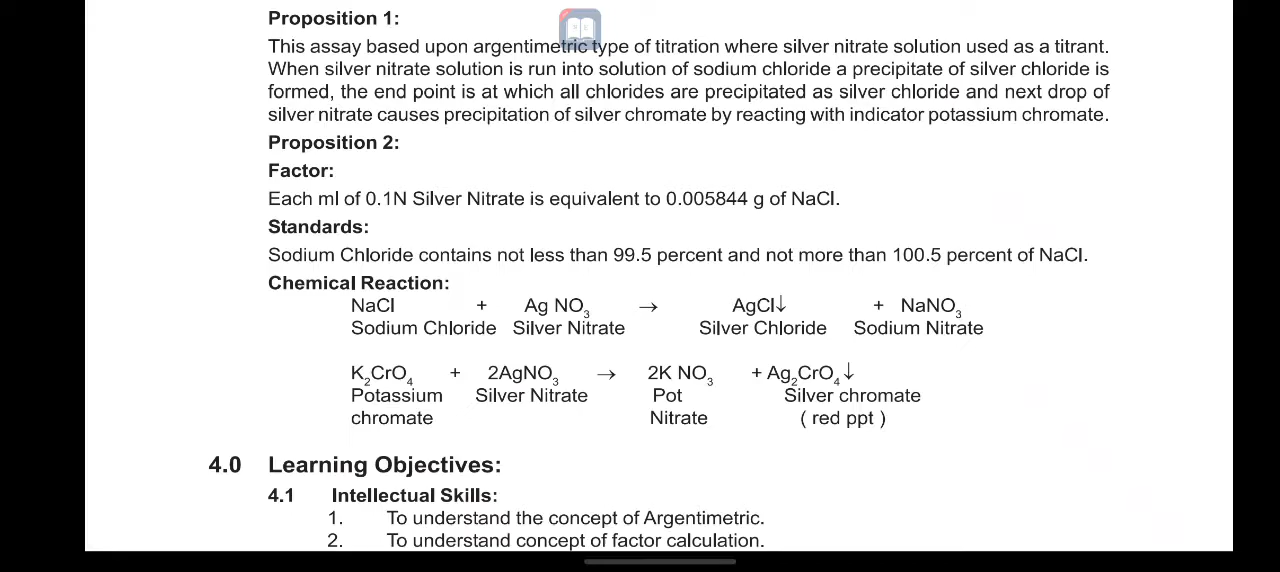 Proposition 1:
This assay based upon argentimetric type of titration where silver nitrate solution used as a titrant.
When silver nitrate solution is run into solution of sodium chloride a precipitate of silver chloride is
formed, the end point is at which all chlorides are precipitated as silver chloride and next drop of
silver nitrate causes precipitation of silver chromate by reacting with indicator potassium chromate.
Proposition 2:
Factor:
Each ml of 0.1N Silver Nitrate is equivalent to 0.005844 g of NaCl.
Standards:
Sodium Chloride contains not less than 99.5 percent and not more than 100.5 percent of NaCl.
Chemical Reaction:
NaCl + Ag NO₃ → AgCl↓ + NaNO₃
Sodium Chloride Silver Nitrate Silver Chloride Sodium Nitrate
K₂CrO₄ + 2AgNO₃ → 2K NO₃ + Ag₂CrO₄↓
Potassium Silver Nitrate Pot Silver chromate
chromate Nitrate ( red ppt )
4.0 Learning Objectives:
4.1 Intellectual Skills:
1. To understand the concept of Argentimetric.
2. To understand concept of factor calculation.